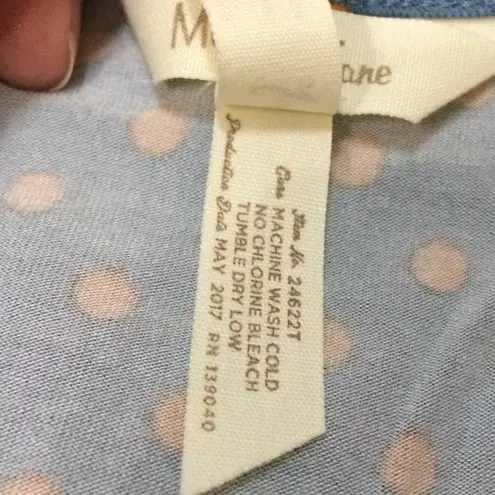 Item No. 24622T
Care MACHINE WASH COLD
NO CHLORINE BLEACH
TUMBLE DRY LOW
Production Date MAY 2017 RN 139040